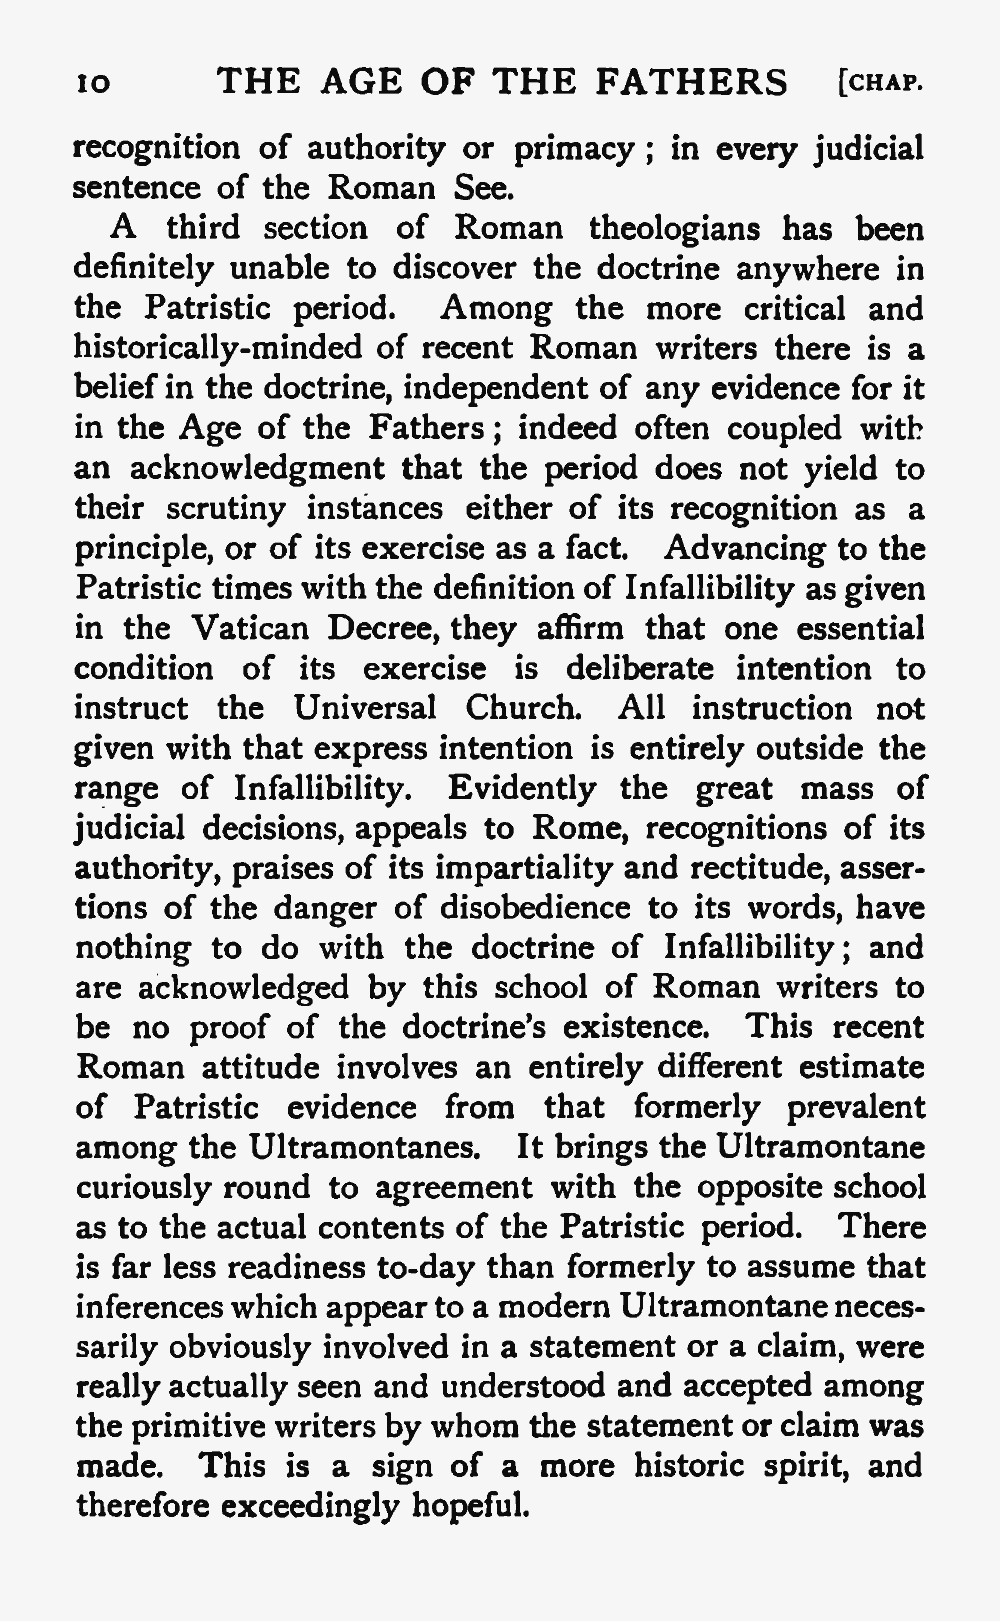 10 THE AGE OF THE FATHERS [CHAP.
recognition of authority or primacy ; in every judicial
sentence of the Roman See.
A third section of Roman theologians has been
definitely unable to discover the doctrine anywhere in
the Patristic period. Among the more critical and
historically-minded of recent Roman writers there is a
belief in the doctrine, independent of any evidence for it
in the Age of the Fathers ; indeed often coupled with
an acknowledgment that the period does not yield to
their scrutiny instances either of its recognition as a
principle, or of its exercise as a fact. Advancing to the
Patristic times with the definition of Infallibility as given
in the Vatican Decree, they affirm that one essential
condition of its exercise is deliberate intention to
instruct the Universal Church. All instruction not
given with that express intention is entirely outside the
range of Infallibility. Evidently the great mass of
judicial decisions, appeals to Rome, recognitions of its
authority, praises of its impartiality and rectitude, asser-
tions of the danger of disobedience to its words, have
nothing to do with the doctrine of Infallibility ; and
are acknowledged by this school of Roman writers to
be no proof of the doctrine's existence. This recent
Roman attitude involves an entirely different estimate
of Patristic evidence from that formerly prevalent
among the Ultramontanes. It brings the Ultramontane
curiously round to agreement with the opposite school
as to the actual contents of the Patristic period. There
is far less readiness to-day than formerly to assume that
inferences which appear to a modern Ultramontane neces-
sarily obviously involved in a statement or a claim, were
really actually seen and understood and accepted among
the primitive writers by whom the statement or claim was
made. This is a sign of a more historic spirit, and
therefore exceedingly hopeful.